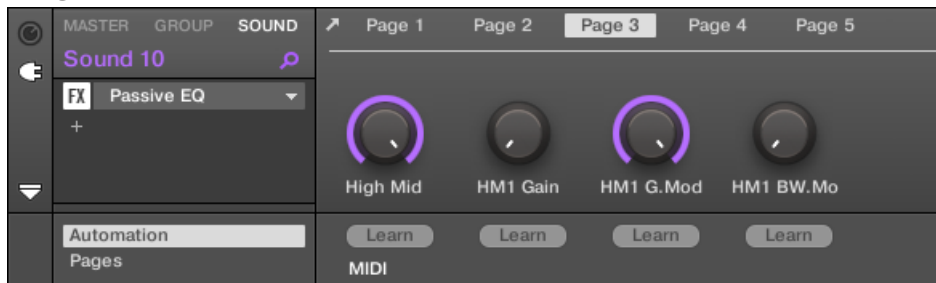 MASTER GROUP SOUND
Sound 10
FX Passive EQ
+
Page 1 Page 2 Page 3 Page 4 Page 5
High Mid HM1 Gain HM1 G.Mod HM1 BW.Mo
Automation
Pages
Learn Learn Learn Learn
MIDI